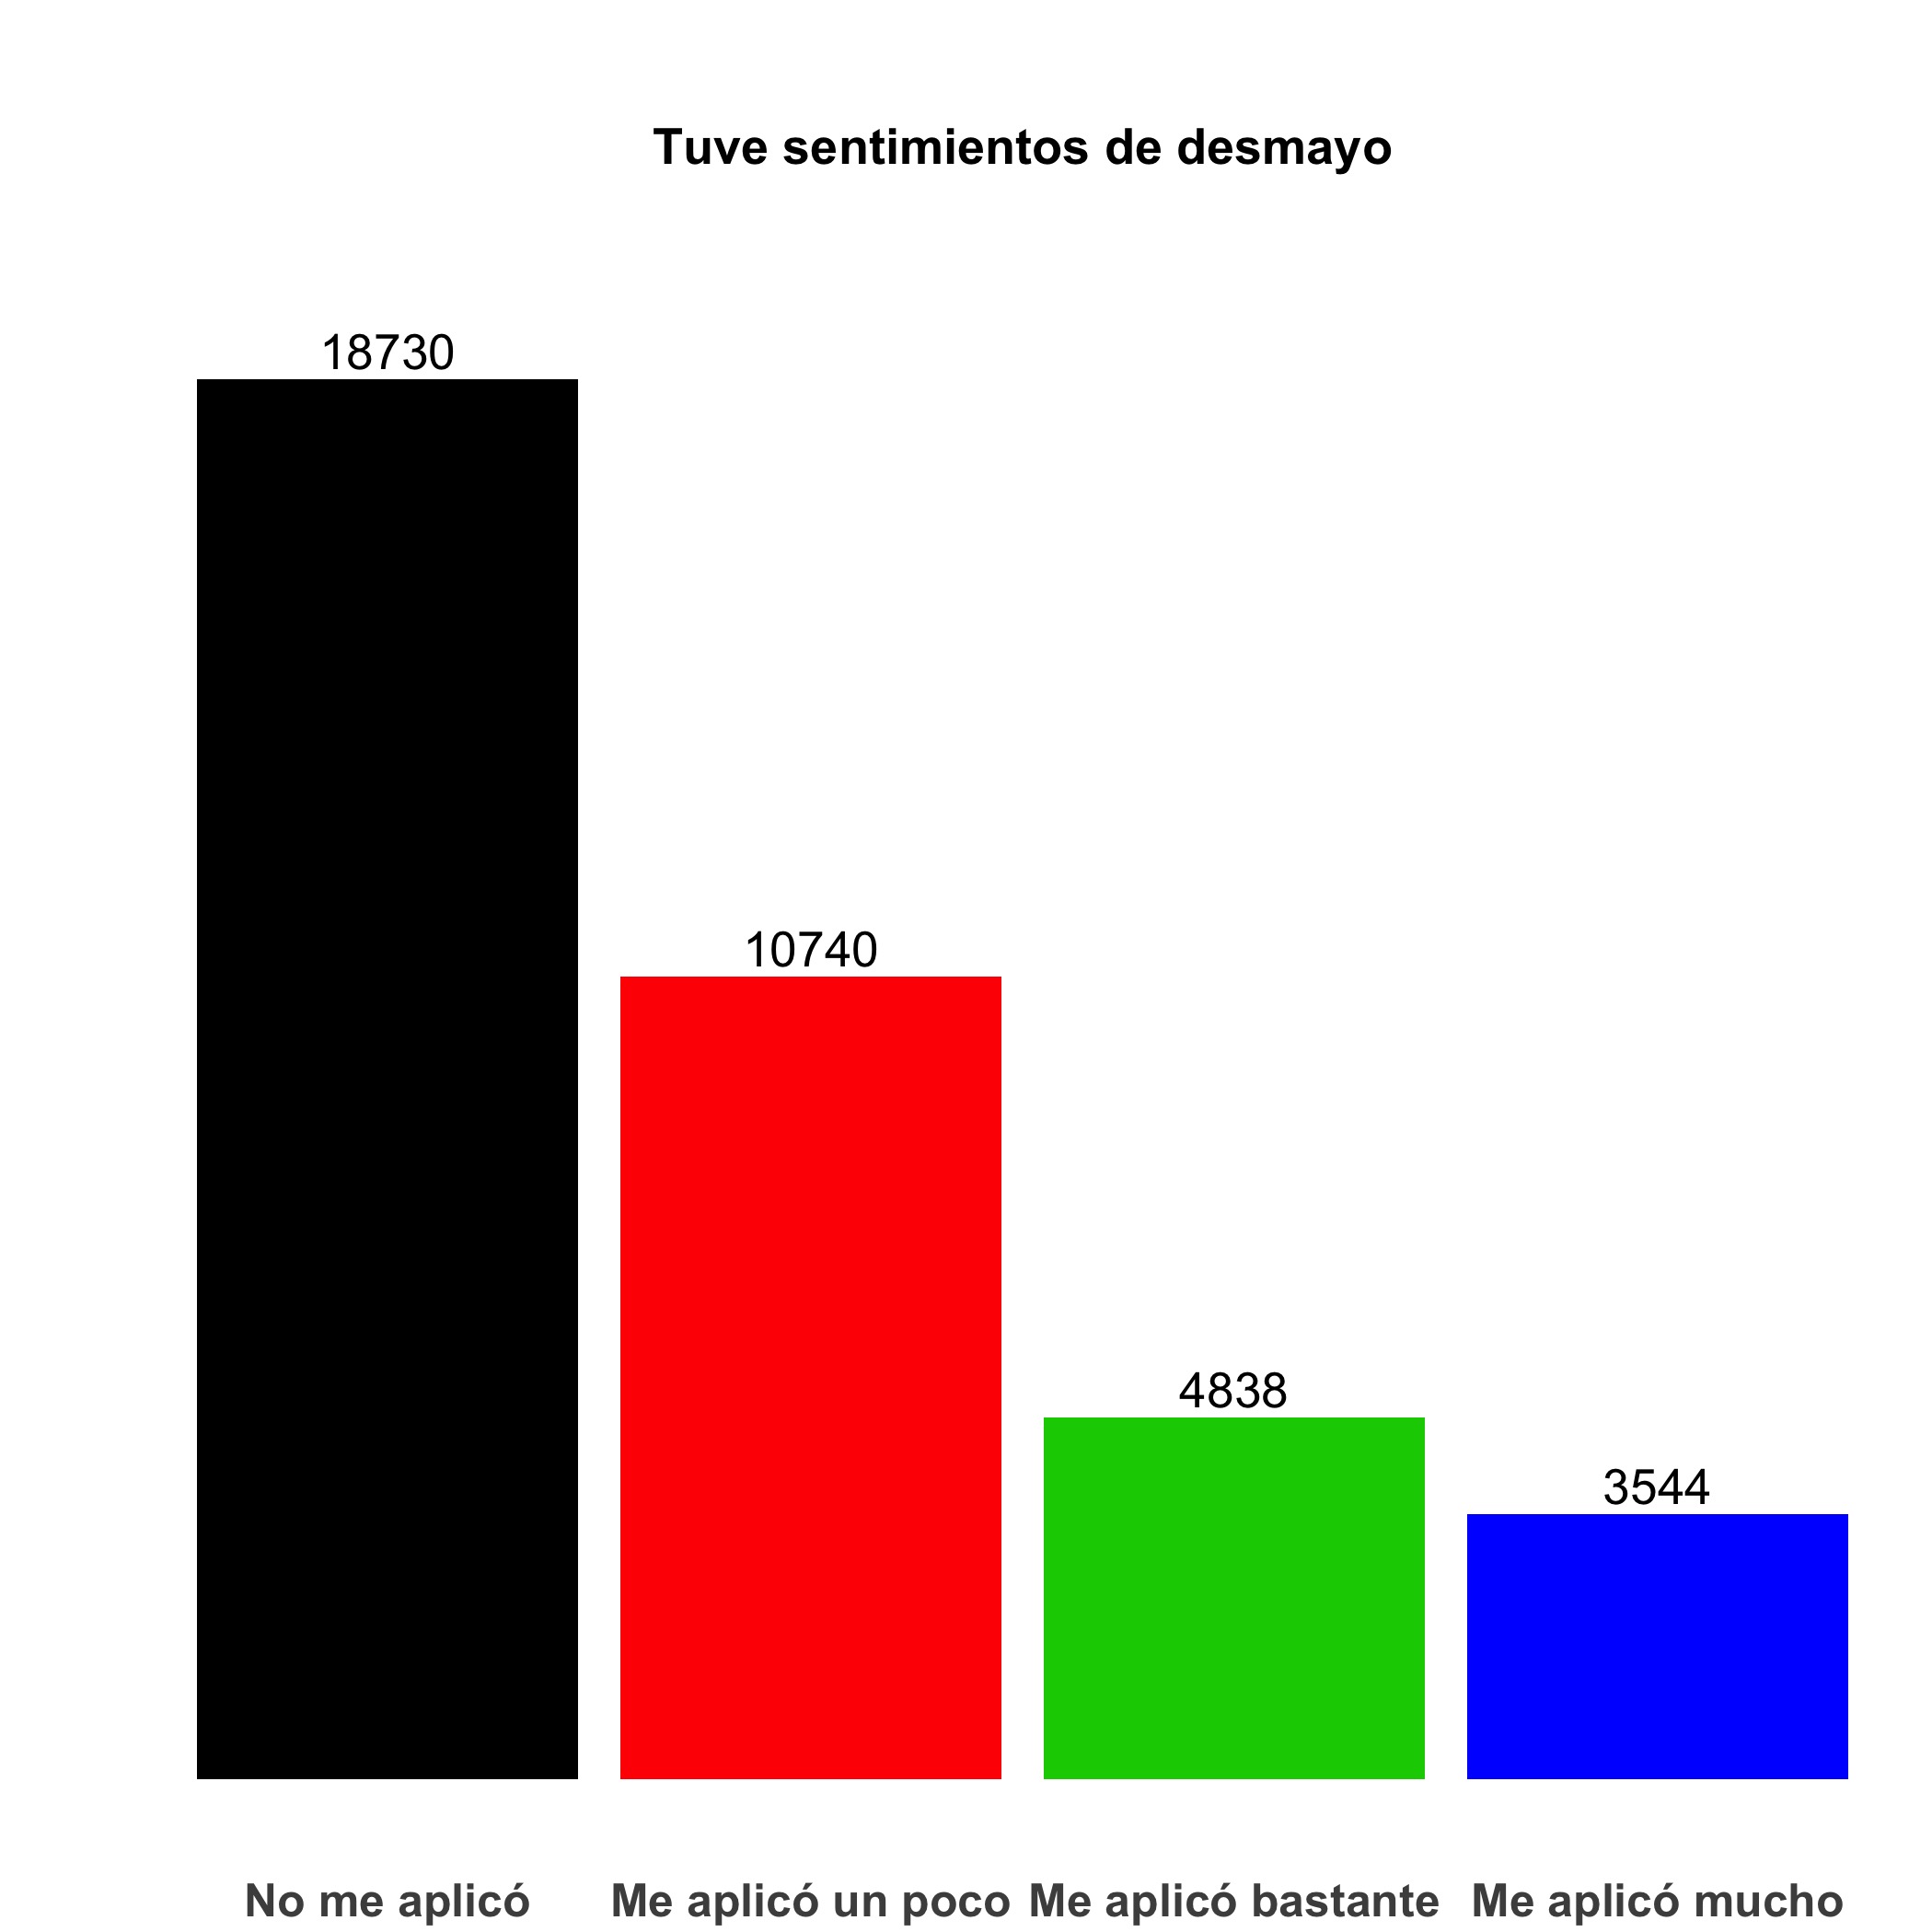 Tuve sentimientos de desmayo
18730
10740
4838
3544
No me aplicó
Me aplicó un poco
Me aplicó bastante
Me aplicó mucho